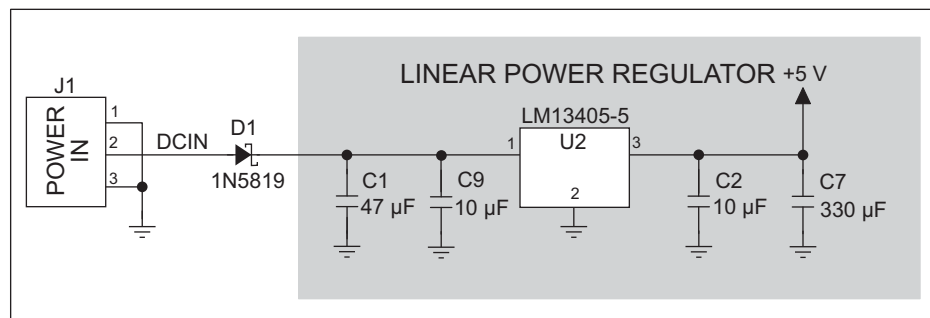 LINEAR POWER REGULATOR +5 V
J1
LM13405-5
1
D1
U2
POWER IN
2
DCIN
1
3
1N5819
3
C1
47 µF
C9
10 µF
2
C2
10 µF
C7
330 µF